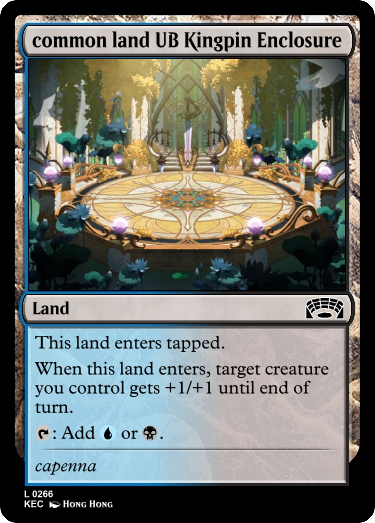 common land UB Kingpin Enclosure
Land
This land enters tapped.
When this land enters, target creature
you control gets +1/+1 until end of
turn.
: Add or .
capenna
L 0266
KEC Hong Hong